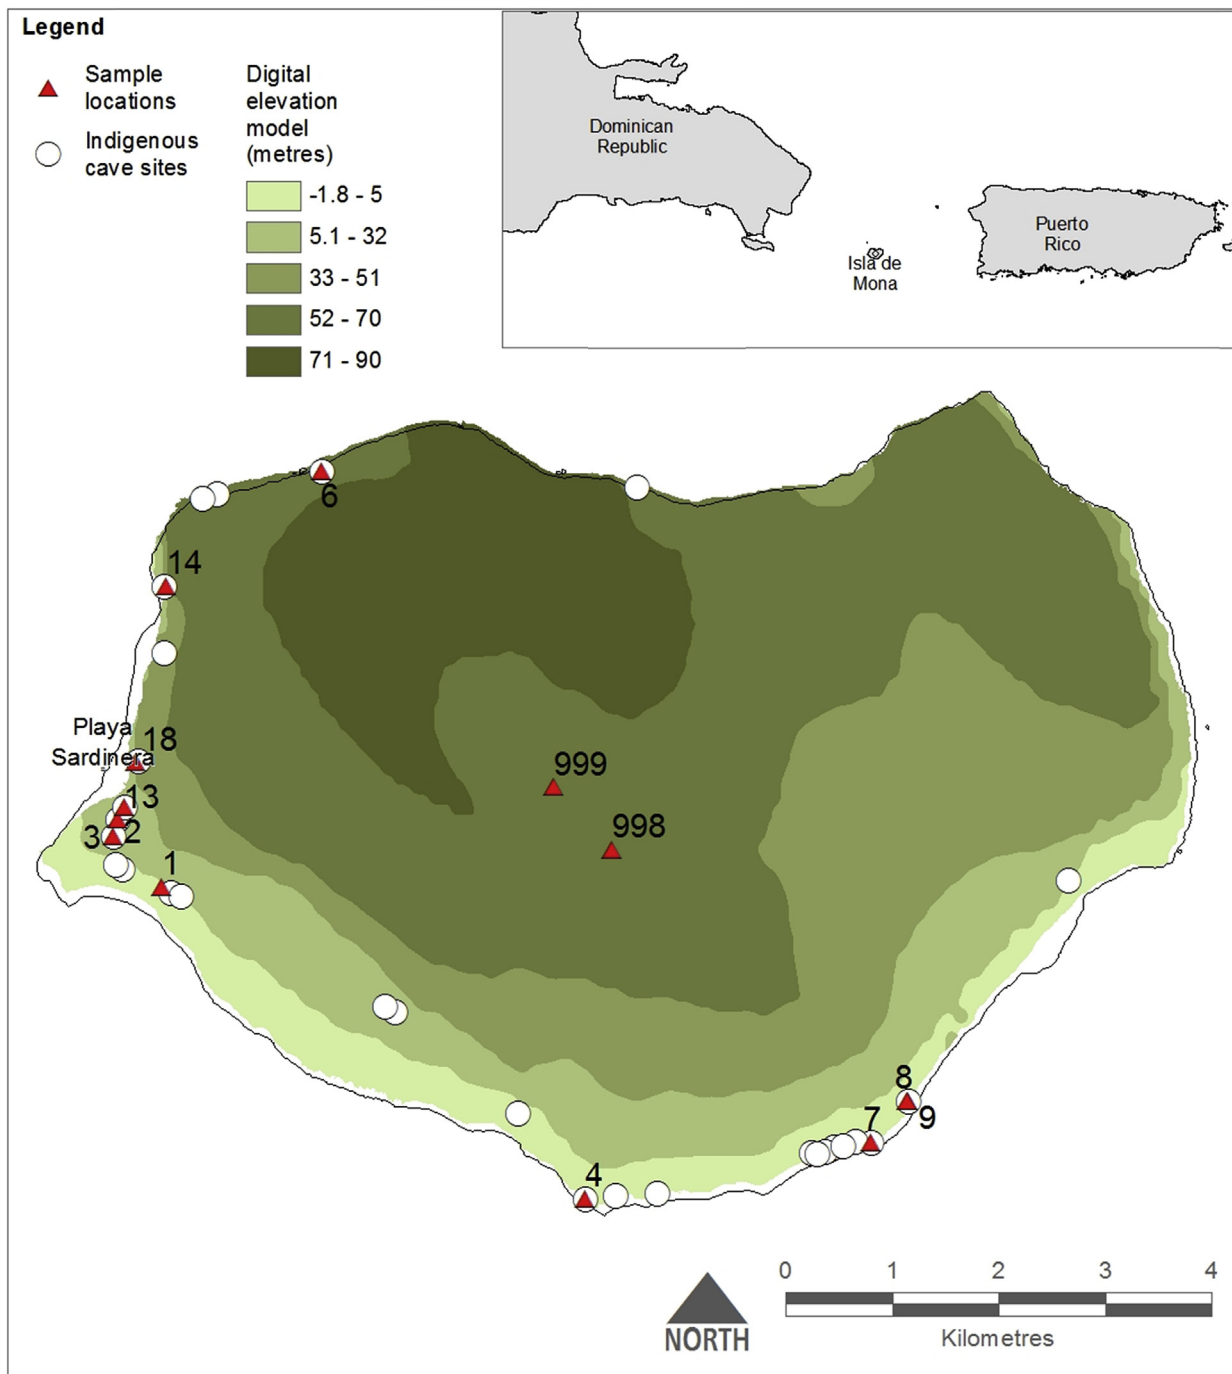 Legend
Sample
locations
Indigenous
cave sites
Digital
elevation
model
(metres)
-1.8 - 5
5.1 - 32
33 - 51
52 - 70
71 - 90
Dominican
Republic
Puerto
Rico
Isla de
Mona
6
14
Playa
Sardinera
18
999
13
998
3
2
1
8
9
7
4
0 1 2 3 4
NORTH
Kilometres